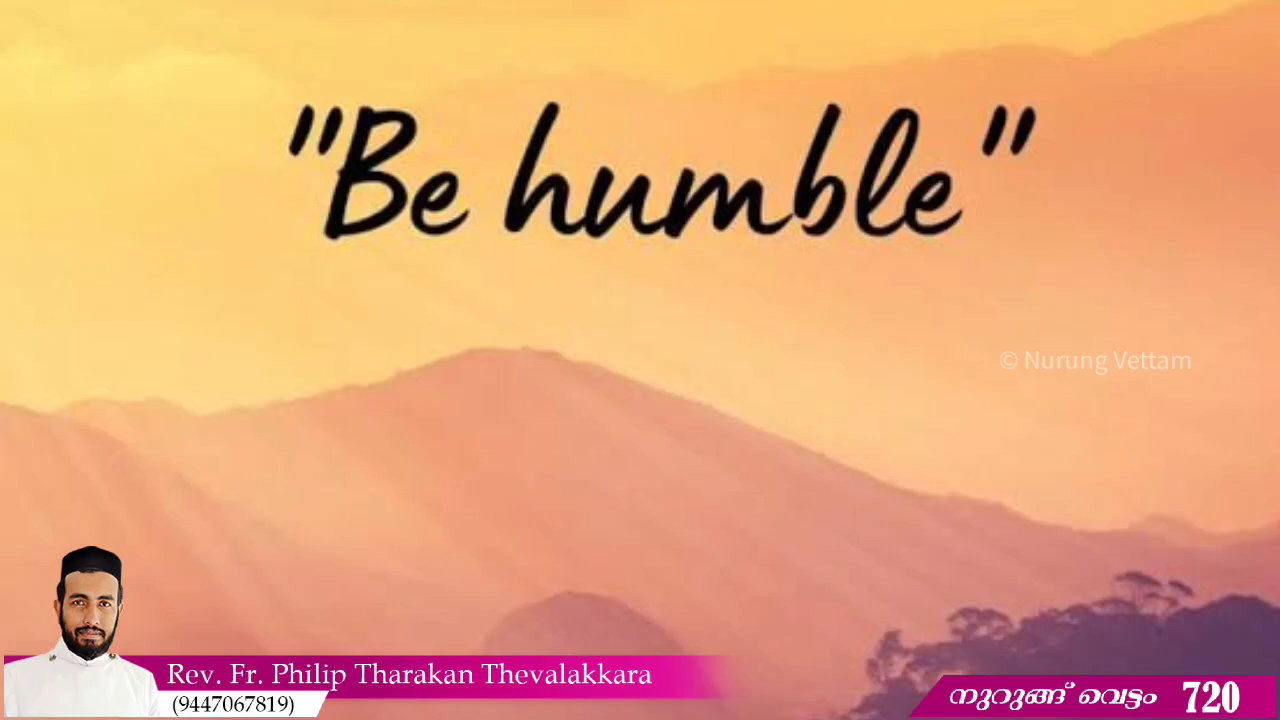 "Be humble"
© Nurung Vettam
Rev. Fr. Philip Tharakan Thevalakkara
(9447067819)
നുറുങ്ങ് വെട്ടം 720